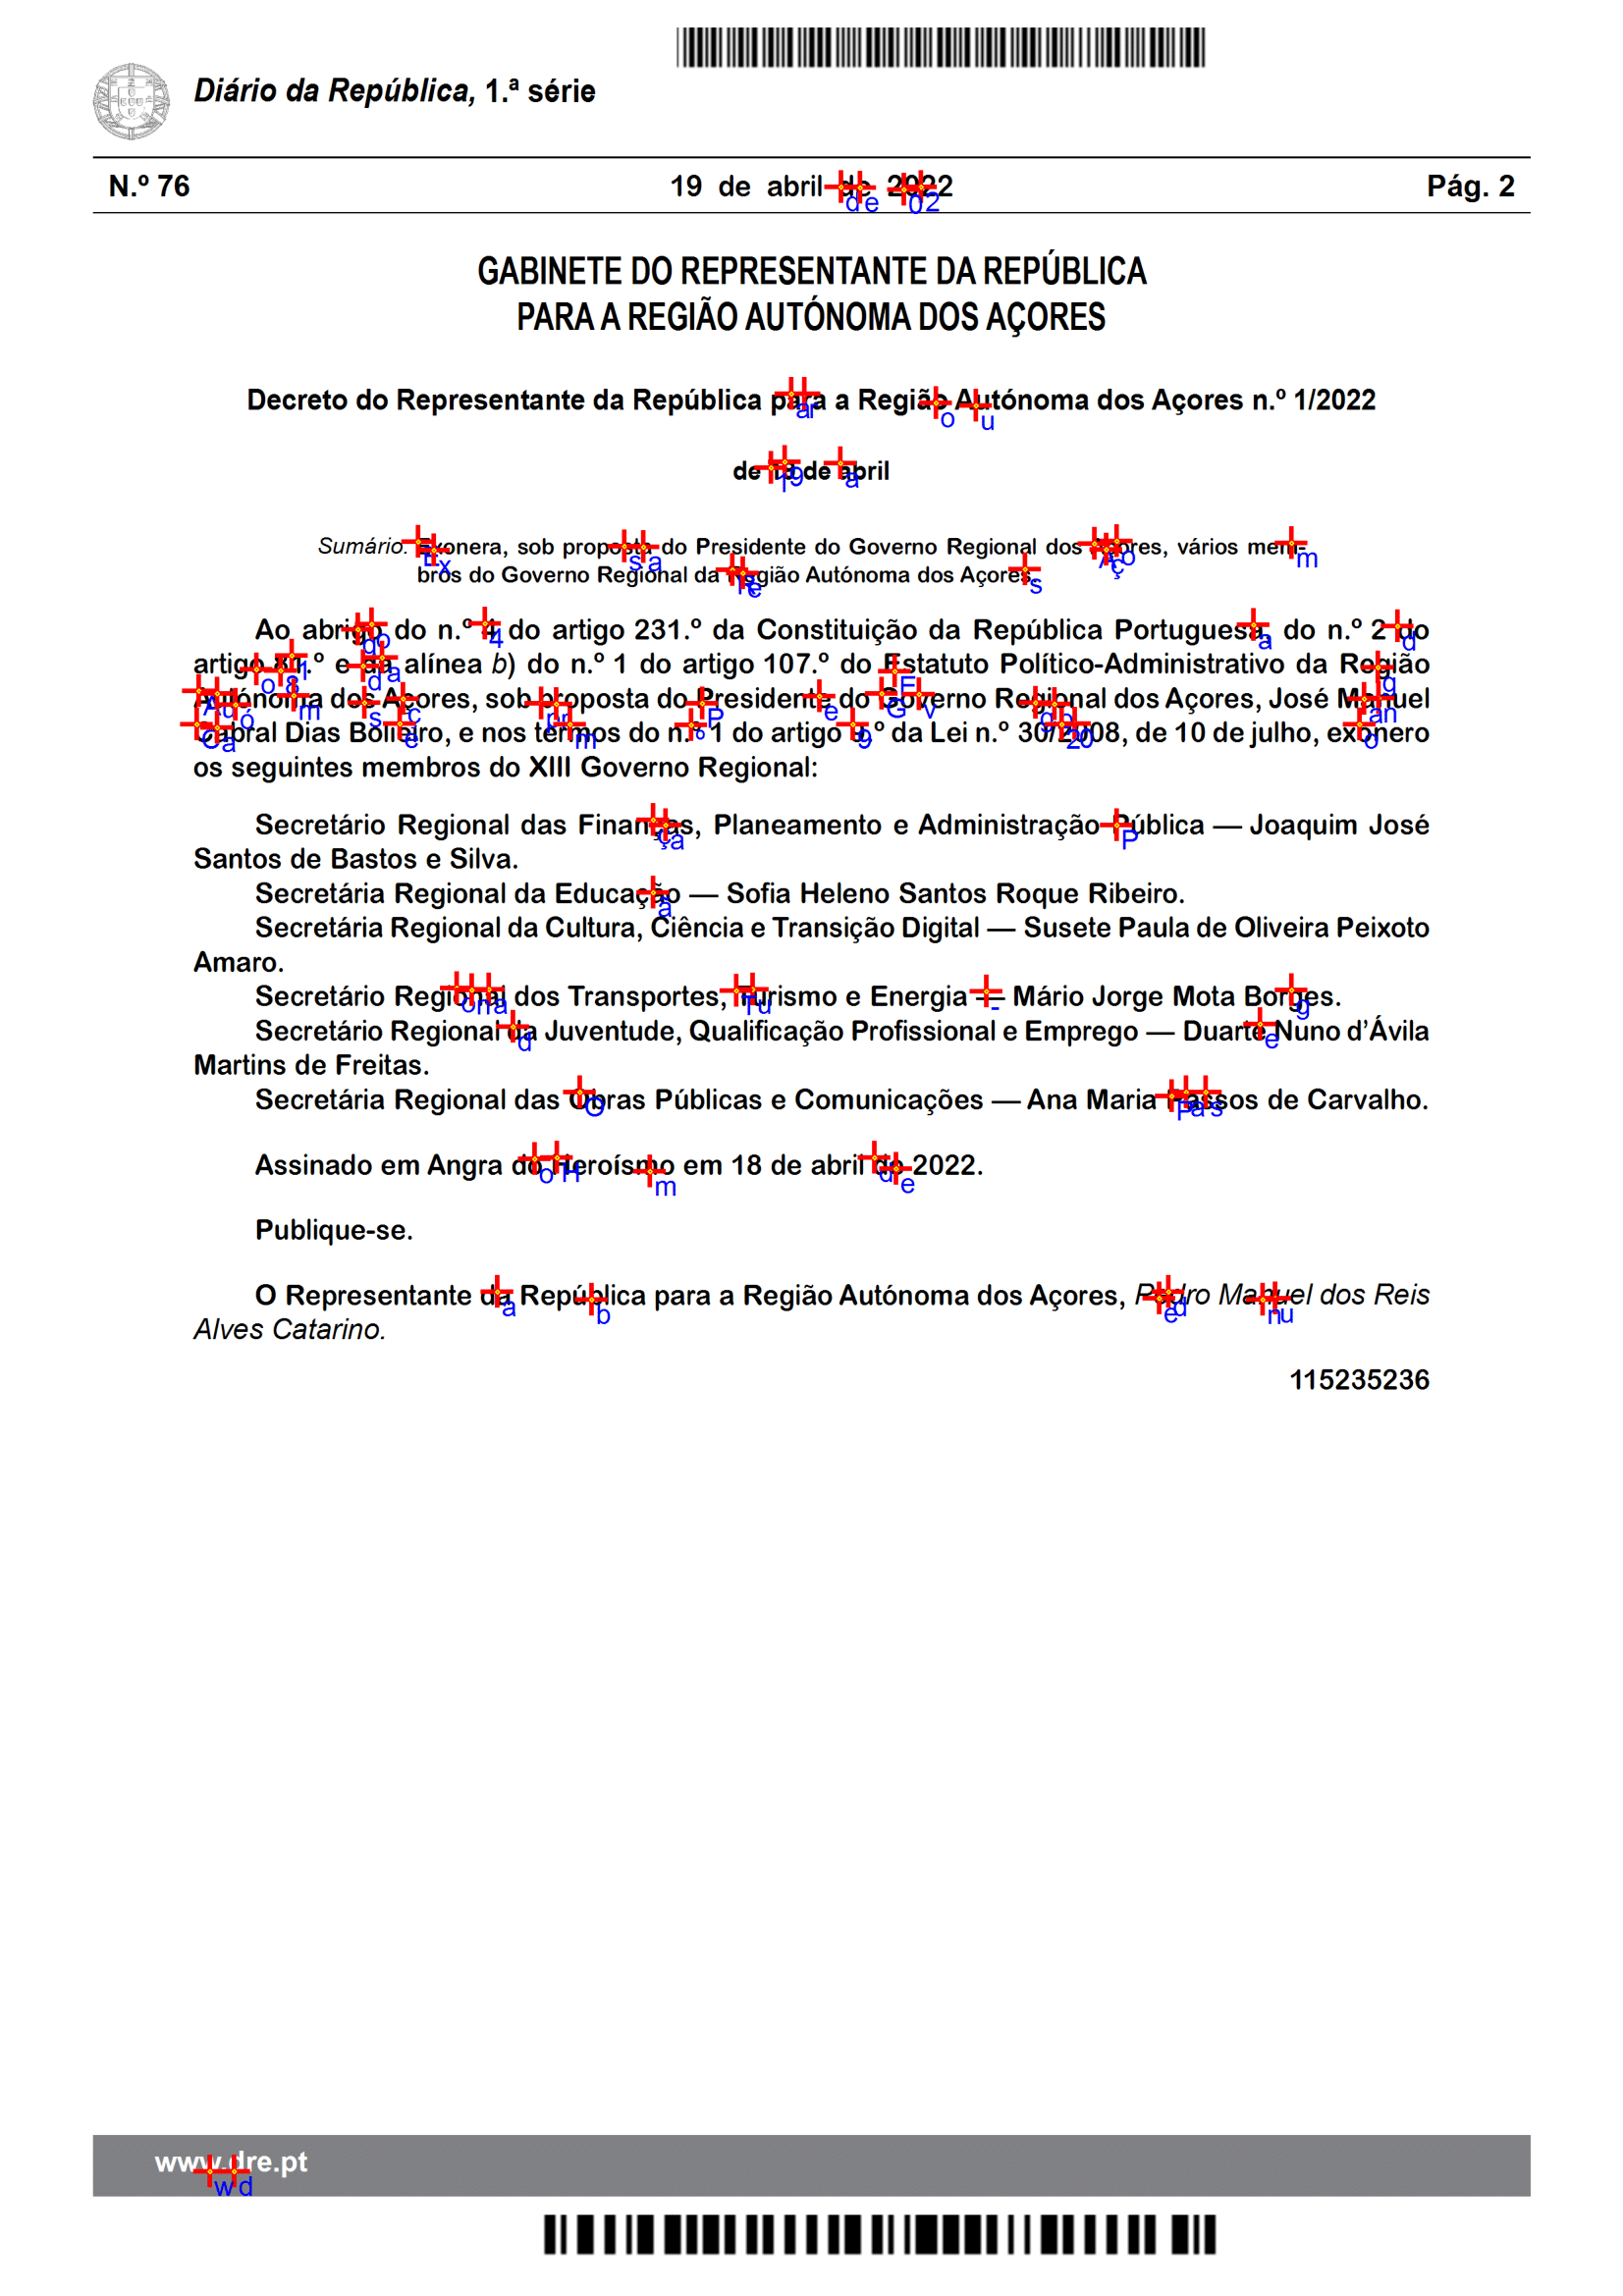 Diário da República, 1.ª série
N.º 76 19 de abril de 2022 Pág. 2
GABINETE DO REPRESENTANTE DA REPÚBLICA
PARA A REGIÃO AUTÓNOMA DOS AÇORES
Decreto do Representante da República para a Região Autónoma dos Açores n.º 1/2022
de 19 de abril
Sumário: Exonera, sob proposta do Presidente do Governo Regional dos Açores, vários mem-
bros do Governo Regional da Região Autónoma dos Açores.
Ao abrigo do n.º 4 do artigo 231.º da Constituição da República Portuguesa, do n.º 2 do
artigo 81.º e da alínea b) do n.º 1 do artigo 107.º do Estatuto Político-Administrativo da Região
Autónoma dos Açores, sob proposta do Presidente do Governo Regional dos Açores, José Manuel
Cabral Dias Bolieiro, e nos termos do n.º 1 do artigo 9.º da Lei n.º 30/2008, de 10 de julho, exonero
os seguintes membros do XIII Governo Regional:
Secretário Regional das Finanças, Planeamento e Administração Pública — Joaquim José
Santos de Bastos e Silva.
Secretária Regional da Educação — Sofia Heleno Santos Roque Ribeiro.
Secretária Regional da Cultura, Ciência e Transição Digital — Susete Paula de Oliveira Peixoto
Amaro.
Secretário Regional dos Transportes, Turismo e Energia — Mário Jorge Mota Borges.
Secretário Regional da Juventude, Qualificação Profissional e Emprego — Duarte Nuno d’Ávila
Martins de Freitas.
Secretária Regional das Obras Públicas e Comunicações — Ana Maria Passos de Carvalho.
Assinado em Angra do Heroísmo em 18 de abril de 2022.
Publique-se.
O Representante da República para a Região Autónoma dos Açores, Pedro Manuel dos Reis
Alves Catarino.
115235236
www.dre.pt